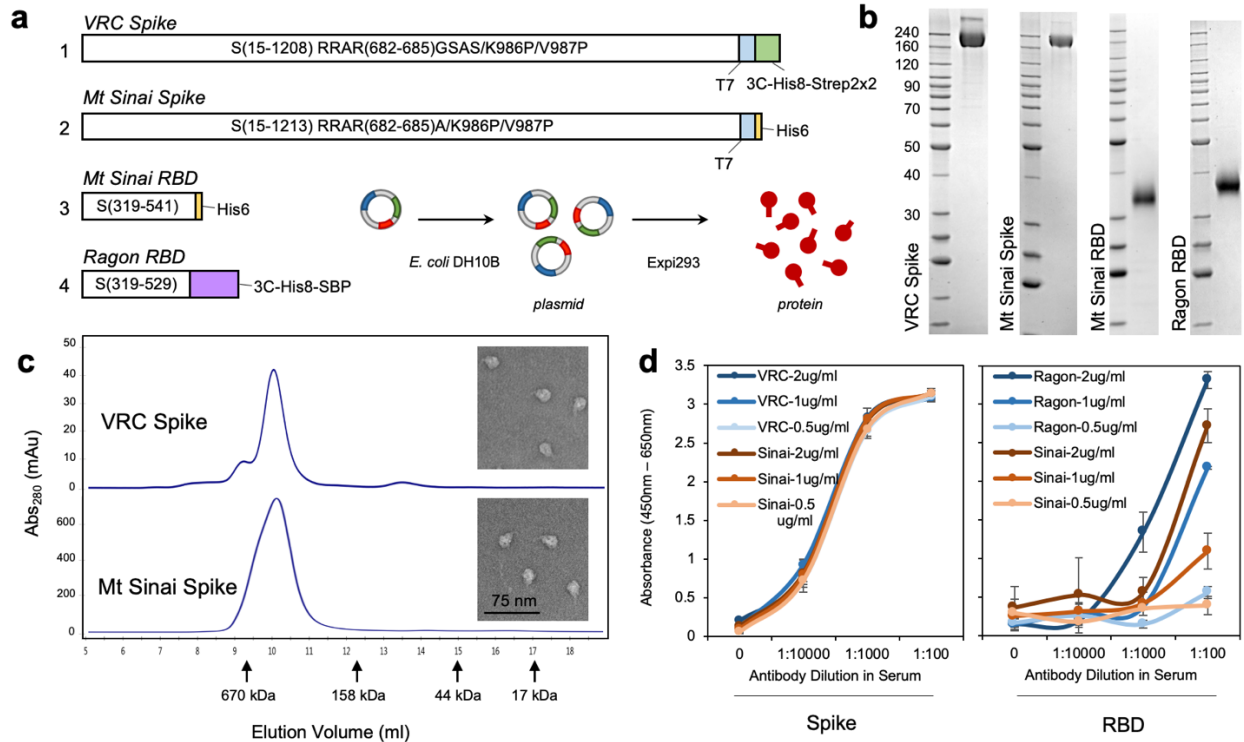 a
VRC Spike
1
S(15-1208) RRAR(682-685)GSAS/K986P/V987P
T7
3C-His8-Strep2x2
Mt Sinai Spike
2
S(15-1213) RRAR(682-685)A/K986P/V987P
His6
T7
Mt Sinai RBD
3
S(319-541)
His6
Ragon RBD
4
S(319-529)
3C-His8-SBP
E. coli DH10B
Expi293
plasmid
protein
b
240
160
120
90
70
50
40
30
VRC Spike
Mt Sinai Spike
Mt Sinai RBD
Ragon RBD
c
50
40
30
20
10
0
VRC Spike
600
400
200
0
Mt Sinai Spike
75 nm
Abs280 (mAu)
5 6 7 8 9 10 11 12 13 14 15 16 17 18
670 kDa
158 kDa
44 kDa
17 kDa
Elution Volume (ml)
d
Absorbance (450nm – 650nm)
3.5
3
2.5
2
1.5
1
0.5
0
VRC-2ug/ml
VRC-1ug/ml
VRC-0.5ug/ml
Sinai-2ug/ml
Sinai-1ug/ml
Sinai-0.5
ug/ml
0 1:10000 1:1000 1:100
Antibody Dilution in Serum
Spike
Ragon-2ug/ml
Ragon-1ug/ml
Ragon-0.5ug/ml
Sinai-2ug/ml
Sinai-1ug/ml
Sinai-0.5ug/ml
0 1:10000 1:1000 1:100
Antibody Dilution in Serum
RBD